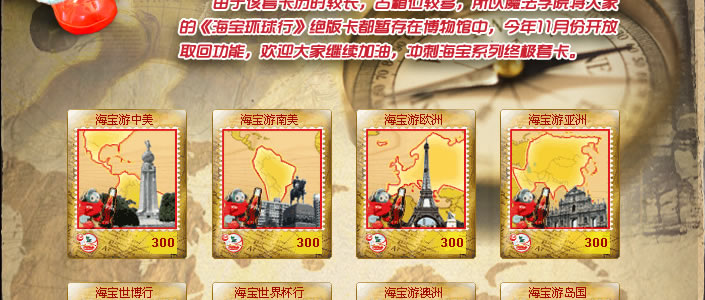 由于该套卡历时较长，占箱位较套，所以魔法学院将大家
的《海宝环球行》绝版卡都暂存在博物馆中，今年11月份开放
取回功能，欢迎大家继续加油，冲刺海宝系列终极套卡。
海宝游中美
海宝游南美
海宝游欧洲
海宝游亚洲
300
300
300
300
海宝世博行
海宝世界杯行
海宝游澳洲
海宝游岛国